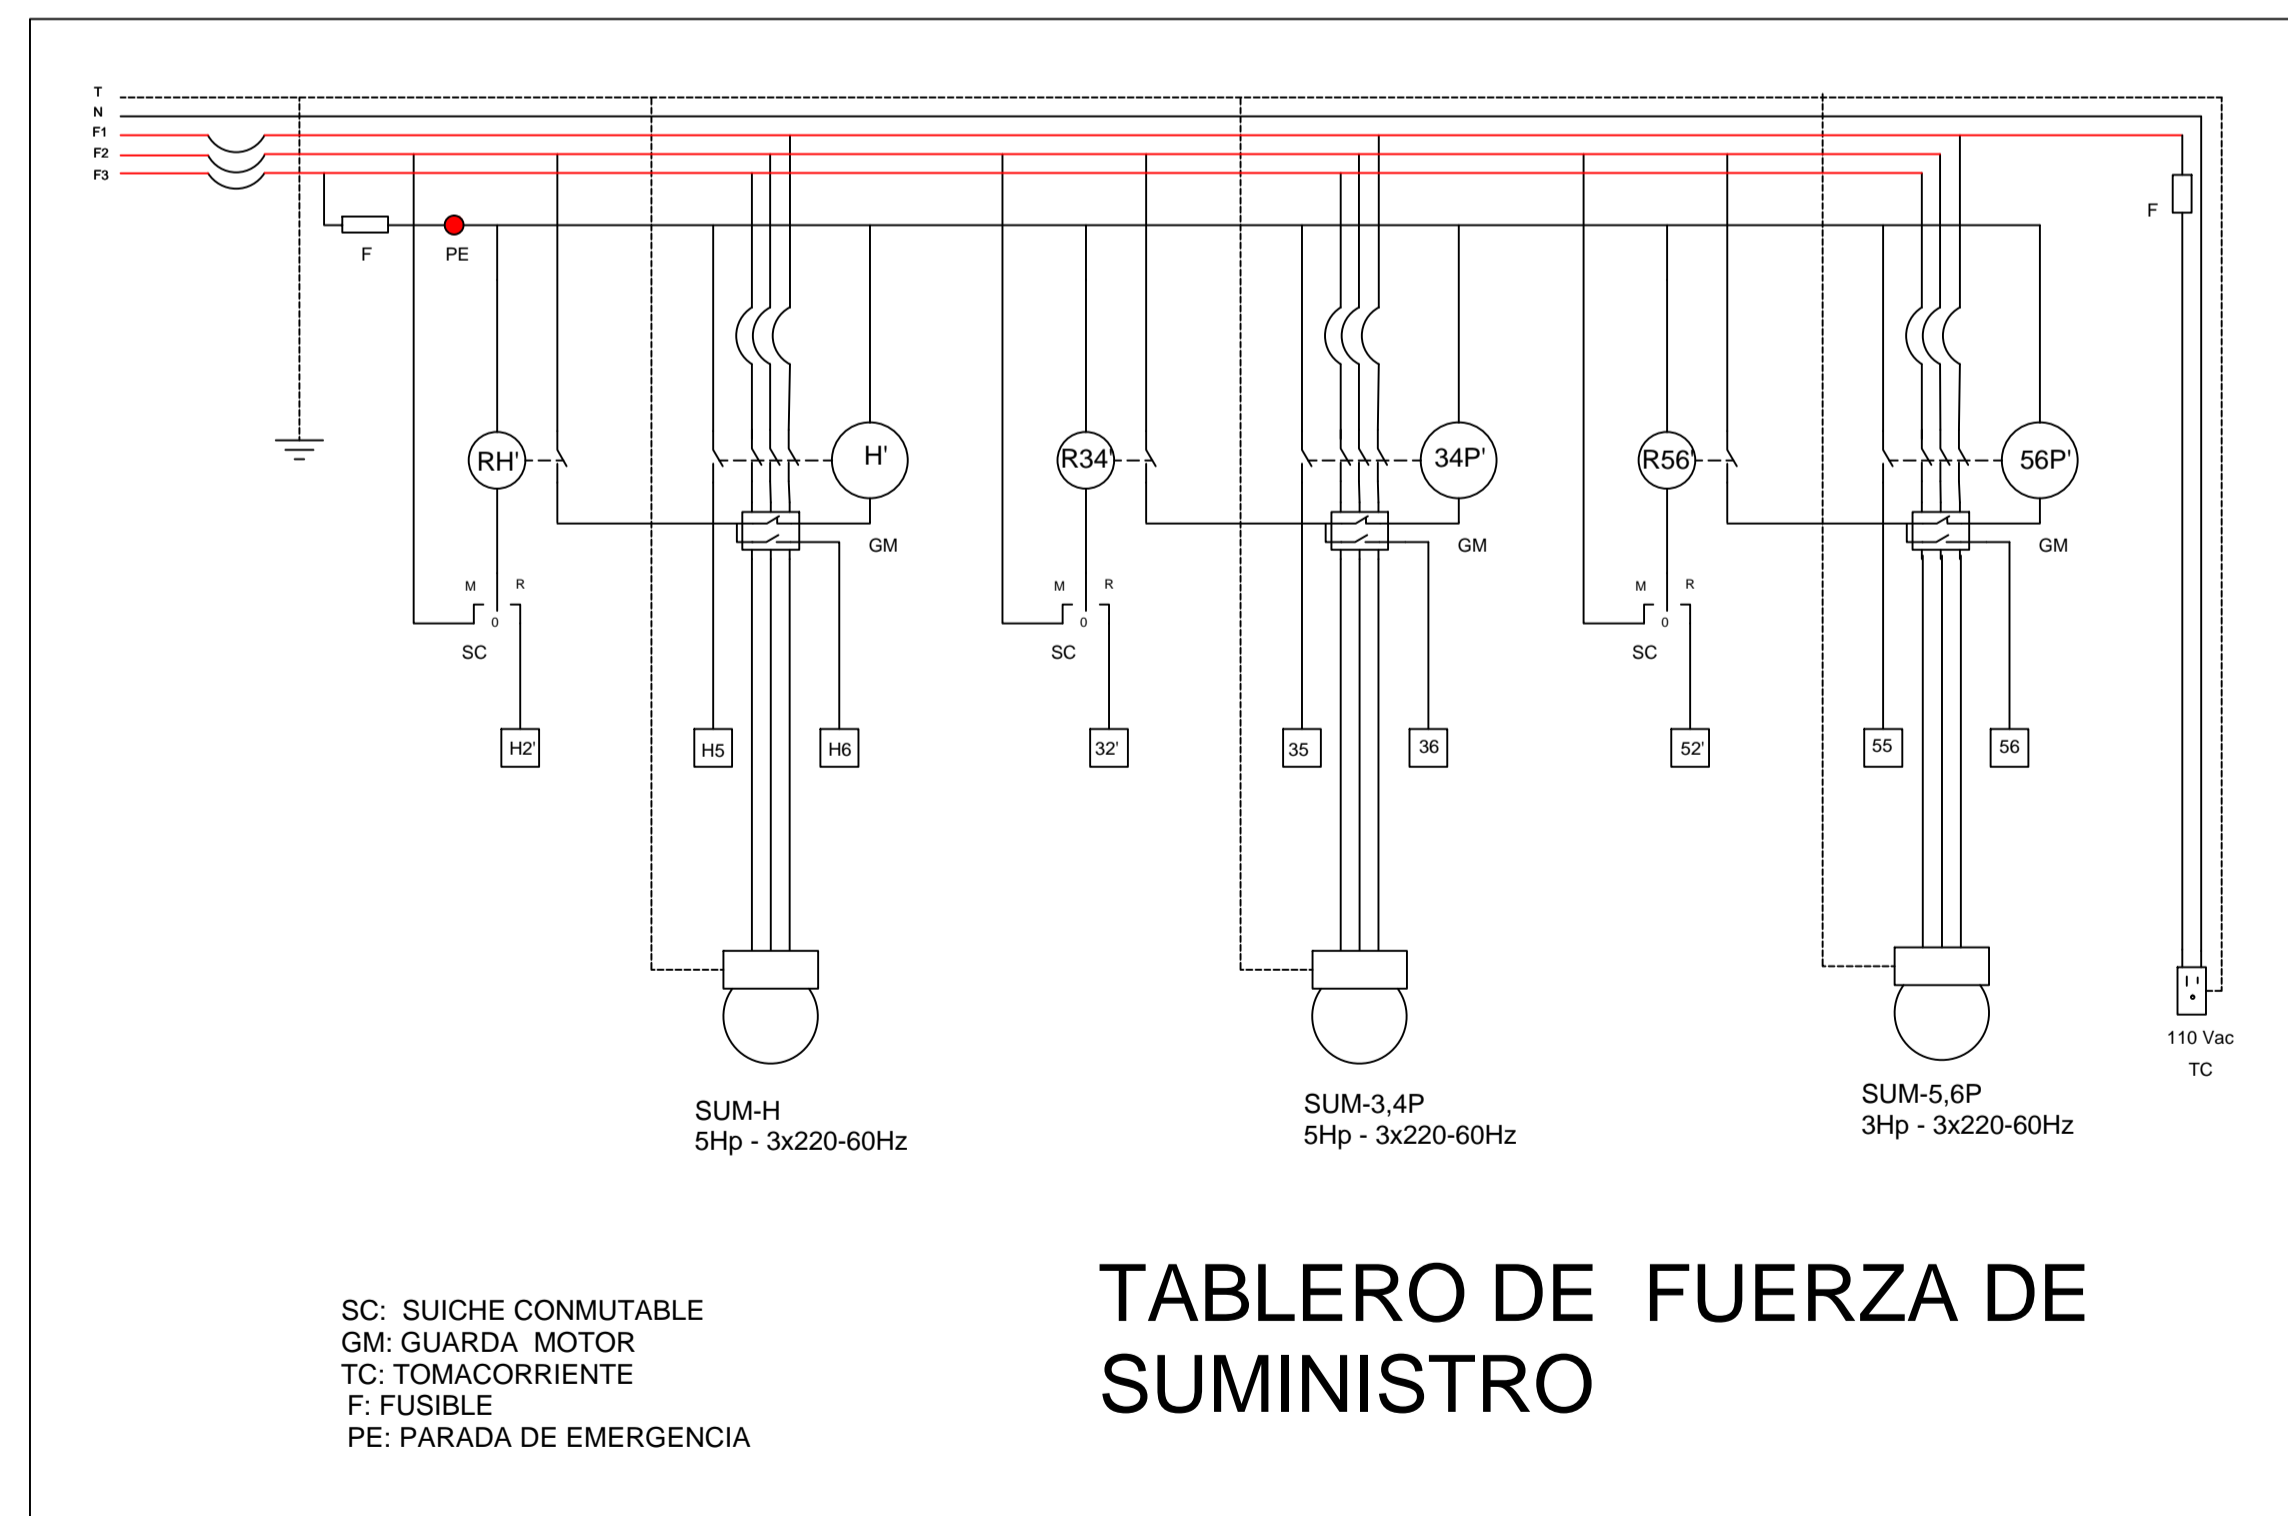 T
N
F1
F2
F3
F
PE
F
RH'
H'
R34'
34P'
R56'
56P'
GM
GM
GM
M
R
0
SC
M
R
0
SC
M
R
0
SC
H2'
H5
H6
32'
35
36
52'
55
56
110 Vac
TC
SUM-H
5Hp - 3x220-60Hz
SUM-3,4P
5Hp - 3x220-60Hz
SUM-5,6P
3Hp - 3x220-60Hz
SC: SUICHE CONMUTABLE
GM: GUARDA MOTOR
TC: TOMACORRIENTE
F: FUSIBLE
PE: PARADA DE EMERGENCIA
TABLERO DE FUERZA DE
SUMINISTRO